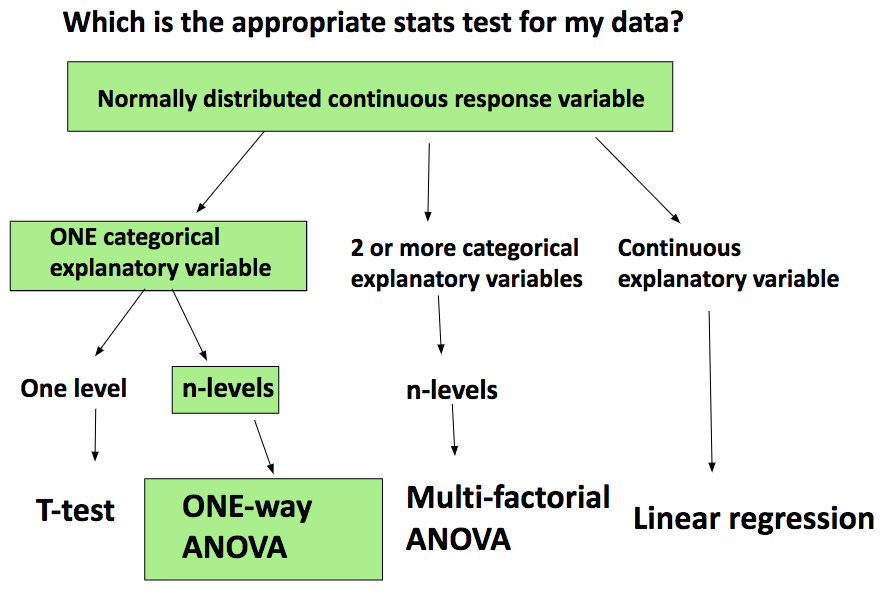 Which is the appropriate stats test for my data?
Normally distributed continuous response variable
ONE categorical
explanatory variable
2 or more categorical
explanatory variables
Continuous
explanatory variable
One level
n-levels
n-levels
T-test
ONE-way
ANOVA
Multi-factorial
ANOVA
Linear regression